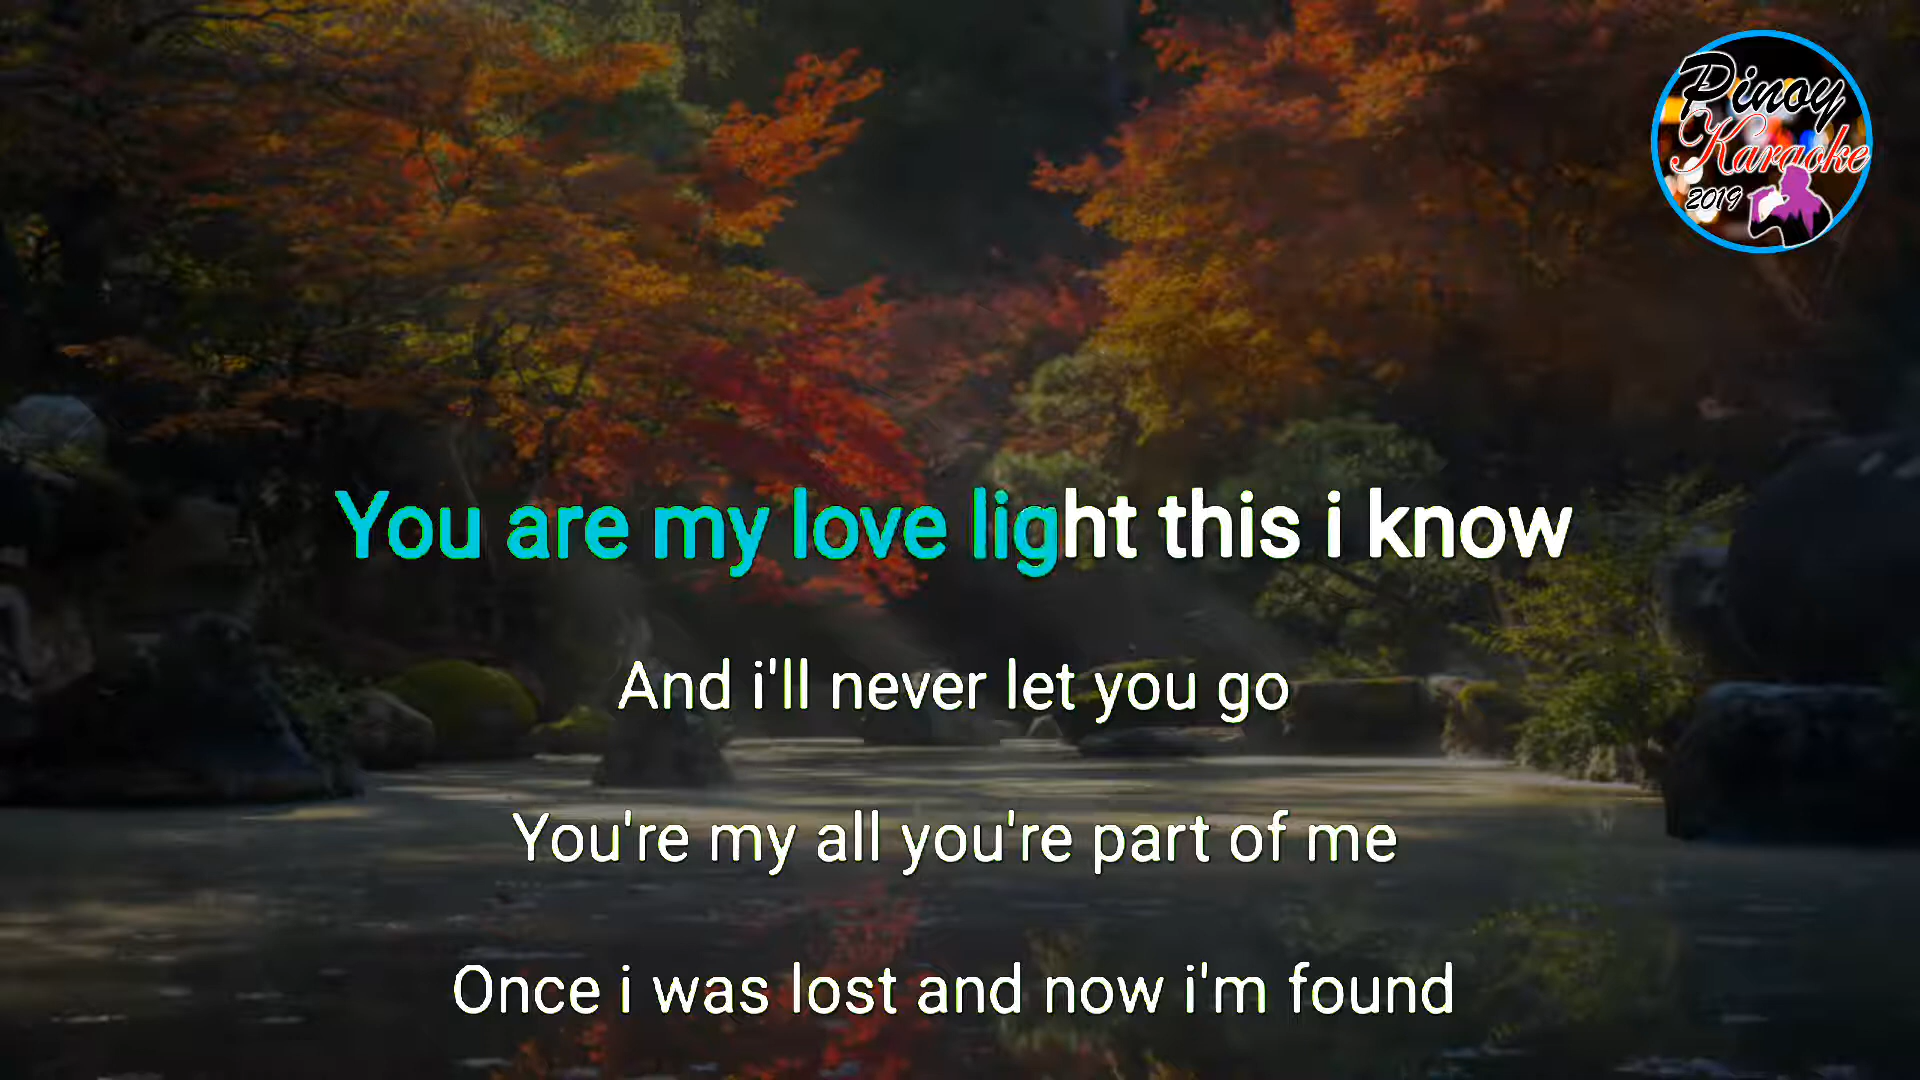 Pinoy
Karaoke
2019
You are my love light this i know
And i'll never let you go
You're my all you're part of me
Once i was lost and now i'm found